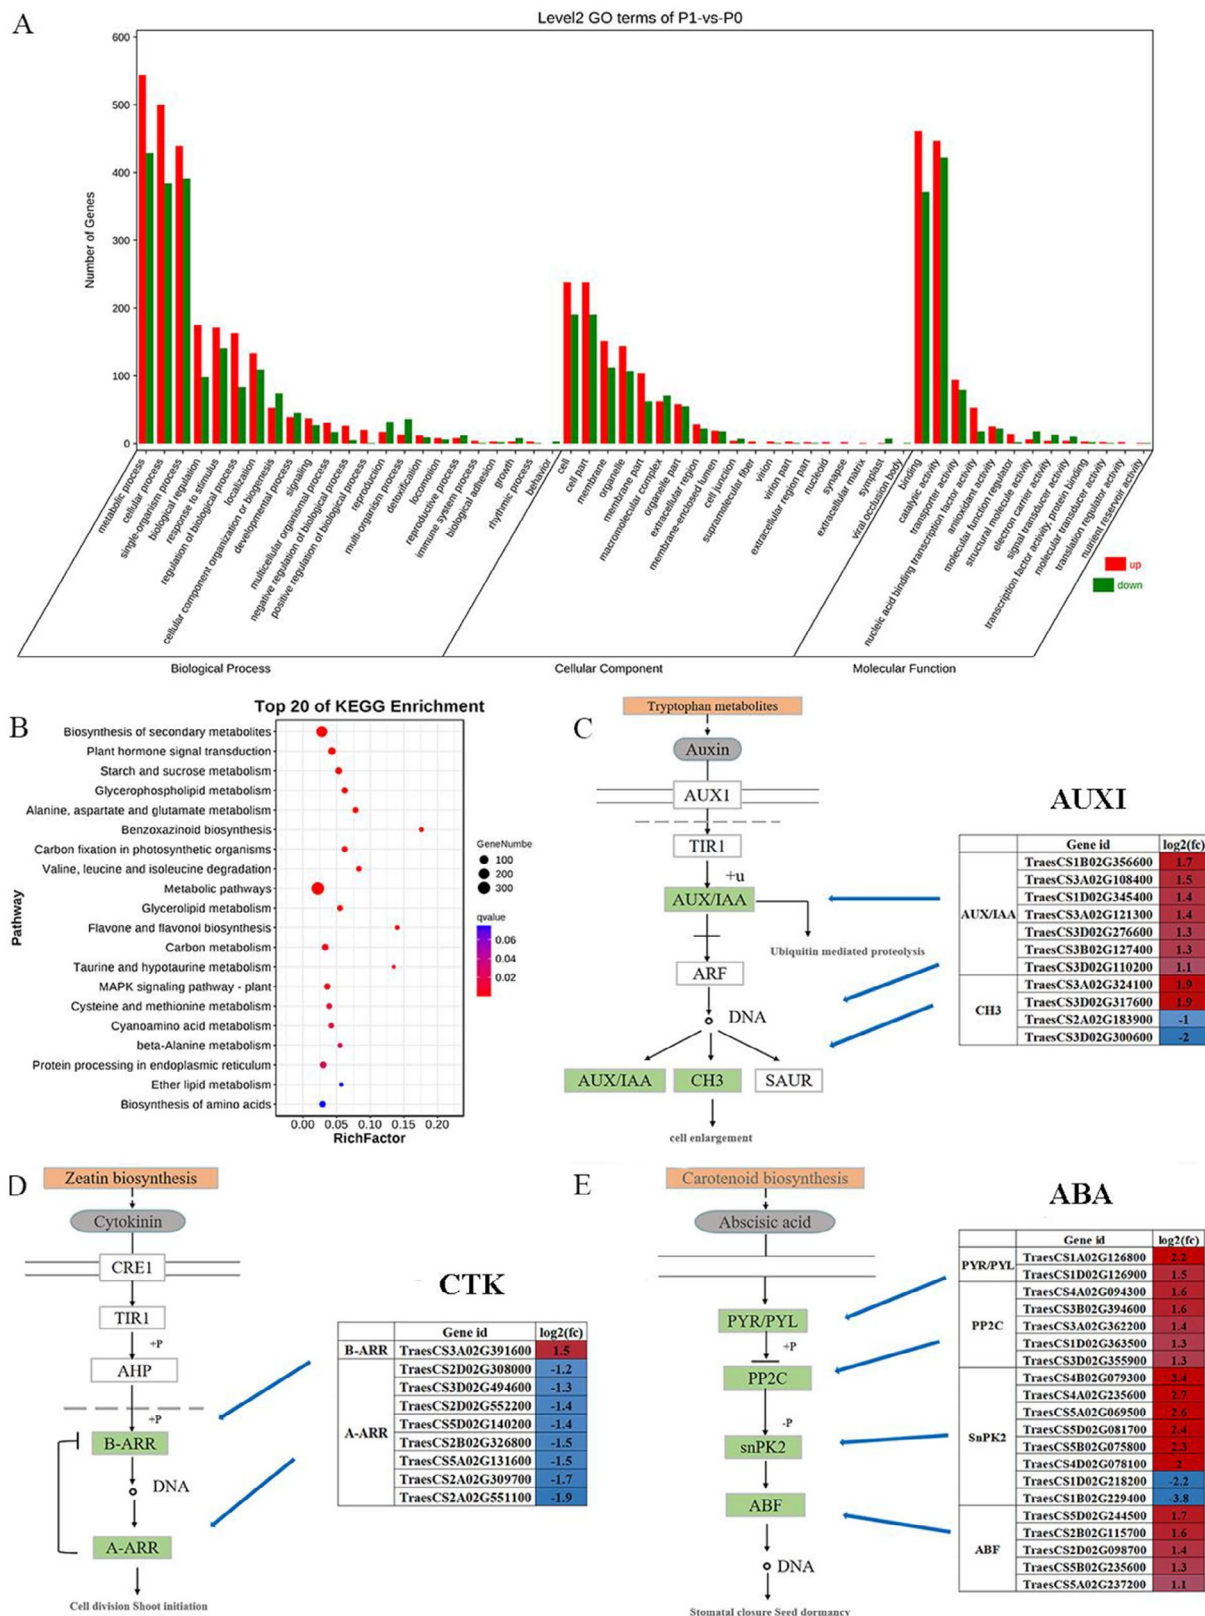 A
Level2 GO terms of P1-vs-P0
Number of Genes
600
500
400
300
200
100
0
metabolic process
cellular process
single-organism process
biological regulation
response to stimulus
regulation of biological process
localization
cellular component organization or biogenesis
developmental process
signaling
multicellular organismal process
negative regulation of biological process
positive regulation of biological process
reproduction
multi-organism process
detoxification
locomotion
reproductive process
immune system process
biological adhesion
growth
rhythmic process
behavior
cell
cell part
membrane
organelle
membrane part
macromolecular complex
organelle part
extracellular region
membrane-enclosed lumen
cell junction
supramolecular fiber
virion
virion part
extracellular region part
nucleoid
synapse
extracellular matrix
symplast
viral occlusion body
binding
catalytic activity
transporter activity
nucleic acid binding transcription factor activity
antioxidant activity
molecular function regulator
structural molecule activity
electron carrier activity
signal transducer activity
transcription factor activity, protein binding
molecular transducer activity
translation regulator activity
nutrient reservoir activity
up
down
Biological Process
Cellular Component
Molecular Function
B
Top 20 of KEGG Enrichment
Pathway
Biosynthesis of secondary metabolites
Plant hormone signal transduction
Starch and sucrose metabolism
Glycerophospholipid metabolism
Alanine, aspartate and glutamate metabolism
Benzoxazinoid biosynthesis
Carbon fixation in photosynthetic organisms
Valine, leucine and isoleucine degradation
Metabolic pathways
Glycerolipid metabolism
Flavone and flavonol biosynthesis
Carbon metabolism
Taurine and hypotaurine metabolism
MAPK signaling pathway - plant
Cysteine and methionine metabolism
Cyanoamino acid metabolism
beta-Alanine metabolism
Protein processing in endoplasmic reticulum
Ether lipid metabolism
Biosynthesis of amino acids
0.00 0.05 0.10 0.15 0.20
RichFactor
GeneNumbe
100
200
300
qvalue
0.06
0.04
0.02
C
Tryptophan metabolites
Auxin
AUX1
TIR1
+u
AUX/IAA
Ubiquitin mediated proteolysis
ARF
DNA
AUX/IAA CH3 SAUR
cell enlargement
AUXI
Gene id log2(fc)
AUX/IAA
TraesCS1B02G356600 1.7
TraesCS3A02G108400 1.5
TraesCS1D02G345400 1.4
TraesCS3A02G121300 1.4
TraesCS3D02G276600 1.3
TraesCS3B02G127400 1.3
TraesCS3D02G110200 1.1
CH3
TraesCS3A02G324100 1.9
TraesCS3D02G317600 1.9
TraesCS2A02G183900 -1
TraesCS3D02G300600 -2
D
Zeatin biosynthesis
Cytokinin
CRE1
TIR1
+P
AHP
+P
B-ARR
DNA
A-ARR
Cell division Shoot initiation
CTK
Gene id log2(fc)
B-ARR TraesCS3A02G391600 1.5
A-ARR
TraesCS2D02G308000 -1.2
TraesCS3D02G494600 -1.3
TraesCS2D02G552200 -1.4
TraesCS5D02G140200 -1.4
TraesCS2B02G326800 -1.5
TraesCS5A02G131600 -1.5
TraesCS2A02G309700 -1.7
TraesCS2A02G551100 -1.9
E
Carotenoid biosynthesis
Abscisic acid
PYR/PYL
+P
PP2C
-P
snPK2
ABF
DNA
Stomatal closure Seed dormancy
ABA
Gene id log2(fc)
PYR/PYL
TraesCS1A02G126800 2.2
TraesCS1D02G126900 1.5
PP2C
TraesCS4A02G094300 1.6
TraesCS3B02G394600 1.6
TraesCS3A02G362200 1.4
TraesCS1D02G363500 1.3
TraesCS3D02G355900 1.3
SnPK2
TraesCS4B02G079300 3.4
TraesCS4A02G235600 2.7
TraesCS5A02G069500 2.6
TraesCS5D02G081700 2.4
TraesCS5B02G075800 2.3
TraesCS4D02G078100 2
TraesCS1D02G218200 -2.2
TraesCS1B02G229400 -3.8
ABF
TraesCS5D02G244500 1.7
TraesCS2B02G115700 1.6
TraesCS2D02G098700 1.4
TraesCS5B02G235600 1.3
TraesCS5A02G237200 1.1